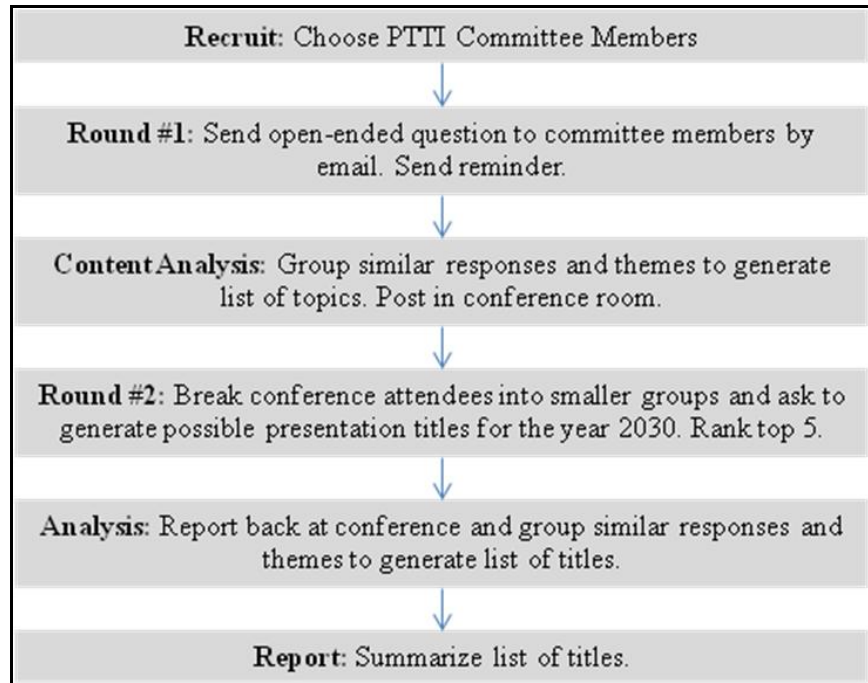 Recruit: Choose PTTI Committee Members
Round #1: Send open-ended question to committee members by
email. Send reminder.
Content Analysis: Group similar responses and themes to generate
list of topics. Post in conference room.
Round #2: Break conference attendees into smaller groups and ask to
generate possible presentation titles for the year 2030. Rank top 5.
Analysis: Report back at conference and group similar responses and
themes to generate list of titles.
Report: Summarize list of titles.